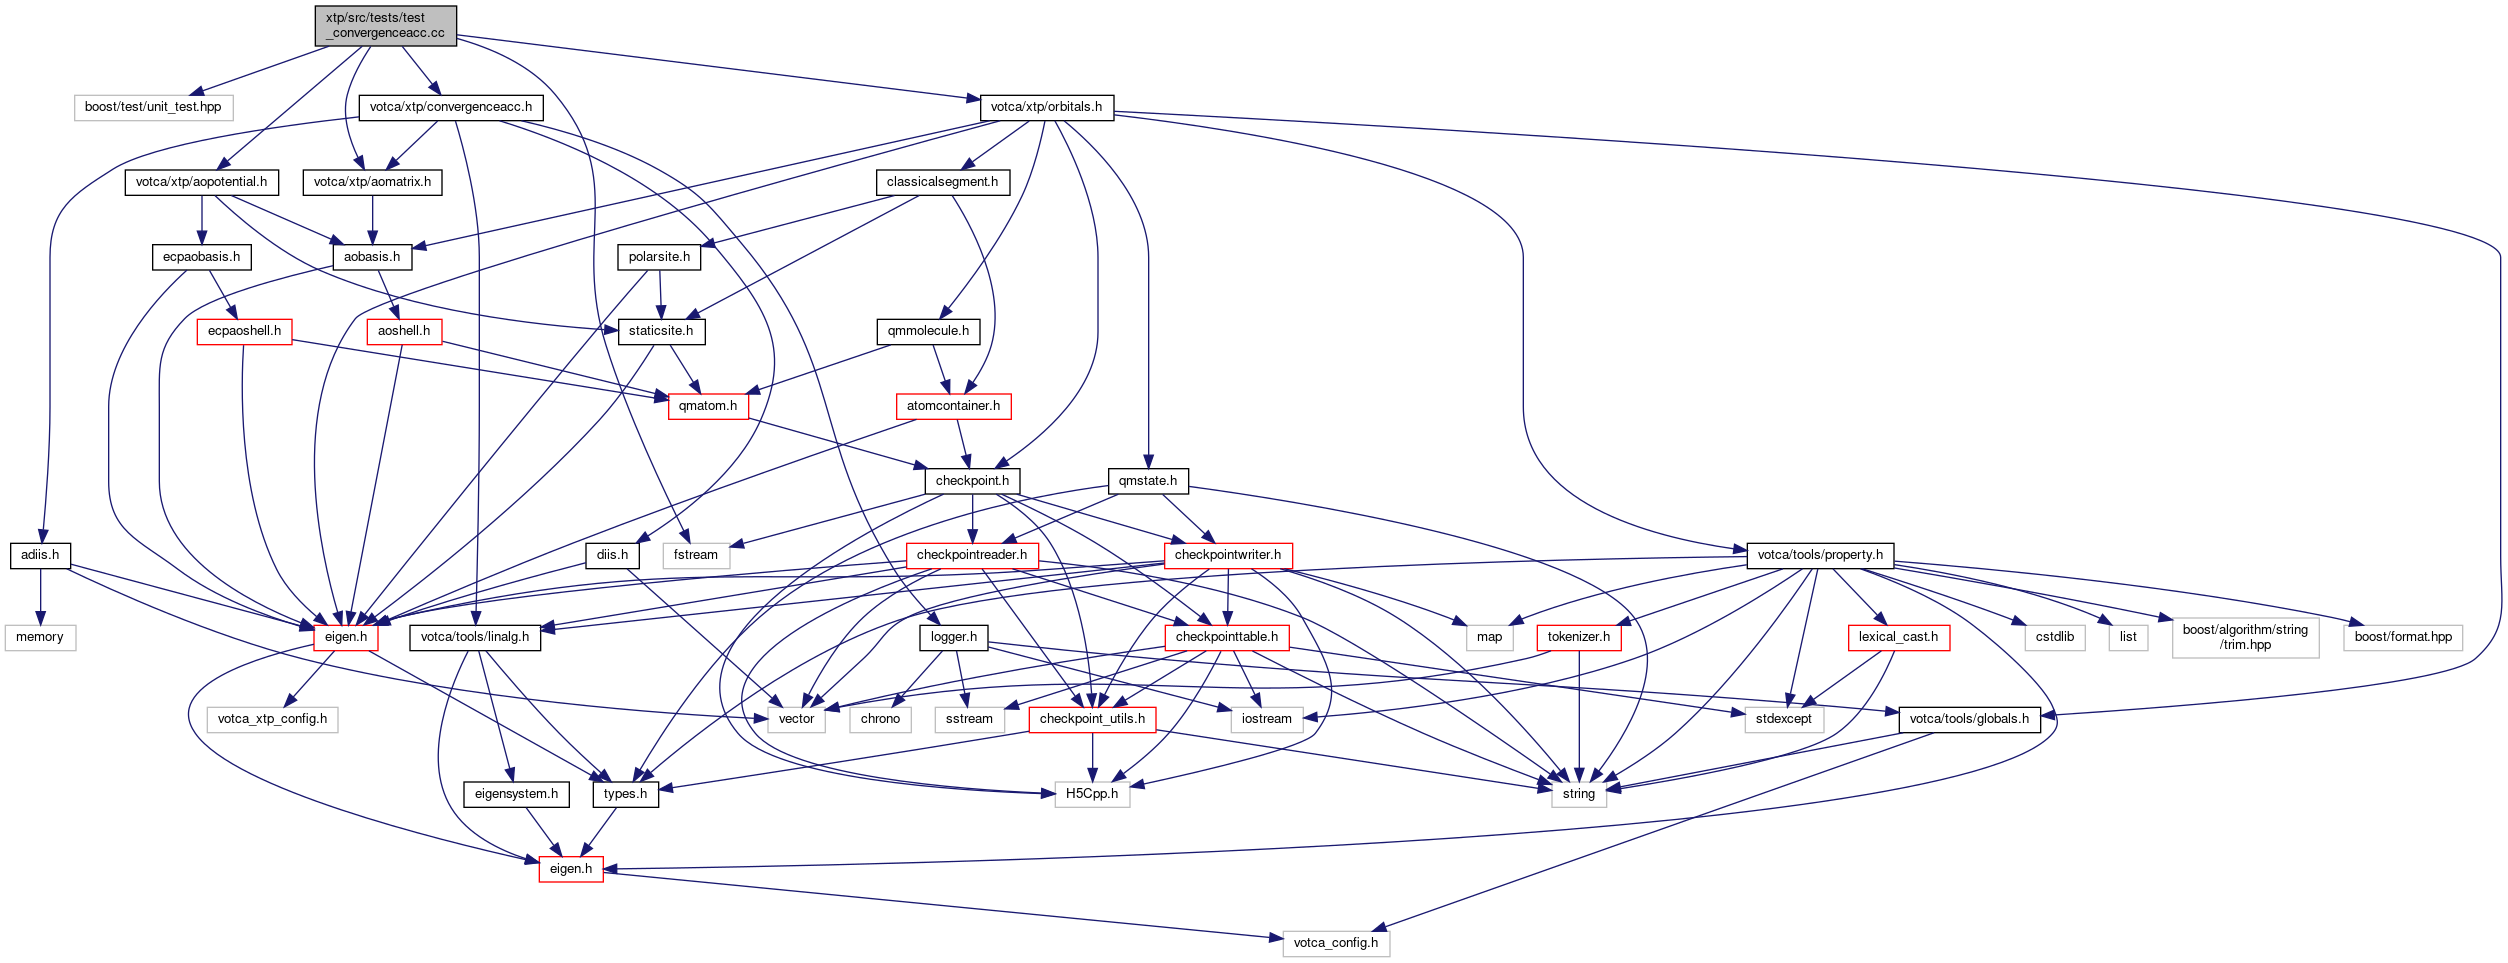 xtp/src/tests/test
_convergenceacc.cc
boost/test/unit_test.hpp
votca/xtp/convergenceacc.h
votca/xtp/orbitals.h
votca/xtp/aopotential.h
votca/xtp/aomatrix.h
classicalsegment.h
ecpaobasis.h
aobasis.h
polarsite.h
ecpaoshell.h
aoshell.h
staticsite.h
qmmolecule.h
qmatom.h
atomcontainer.h
checkpoint.h
qmstate.h
adiis.h
diis.h
fstream
checkpointreader.h
checkpointwriter.h
votca/tools/property.h
memory
eigen.h
votca/tools/linalg.h
logger.h
checkpointtable.h
map
tokenizer.h
lexical_cast.h
cstdlib
list
boost/algorithm/string
/trim.hpp
boost/format.hpp
votca_xtp_config.h
vector
chrono
sstream
checkpoint_utils.h
iostream
stdexcept
votca/tools/globals.h
eigensystem.h
types.h
H5Cpp.h
string
eigen.h
votca_config.h